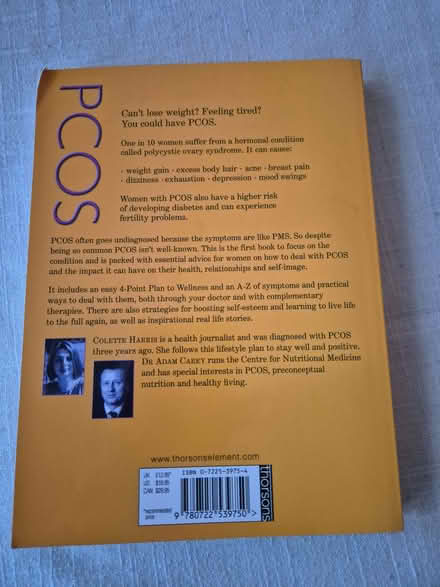 PCOS
Can't lose weight? Feeling tired?
You could have PCOS.
One in 10 women suffer from a hormonal condition
called polycystic ovary syndrome. It can cause:
· weight gain · excess body hair · acne · breast pain
· dizziness · exhaustion · depression · mood swings
Women with PCOS also have a higher risk
of developing diabetes and can experience
fertility problems.
PCOS often goes undiagnosed because the symptoms are like PMS. So despite
being so common PCOS isn't well-known. This is the first book to focus on the
condition and is packed with essential advice for women on how to deal with PCOS
and the impact it can have on their health, relationships and self-image.
It includes an easy 4-Point Plan to Wellness and an A-Z of symptoms and practical
ways to deal with them, both through your doctor and with complementary
therapies. There are also strategies for boosting self-esteem and learning to live life
to the full again, as well as inspirational real life stories.
COLETTE HARRIS is a health journalist and was diagnosed with PCOS
three years ago. She follows this lifestyle plan to stay well and positive.
DR ADAM CAREY runs the Centre for Nutritional Medicine
and has special interests in PCOS, preconceptual
nutrition and healthy living.
www.thorsonselement.com
ISBN 0-7225-3975-4
UK
US
CAN
9 780722 539750 >
thorsons